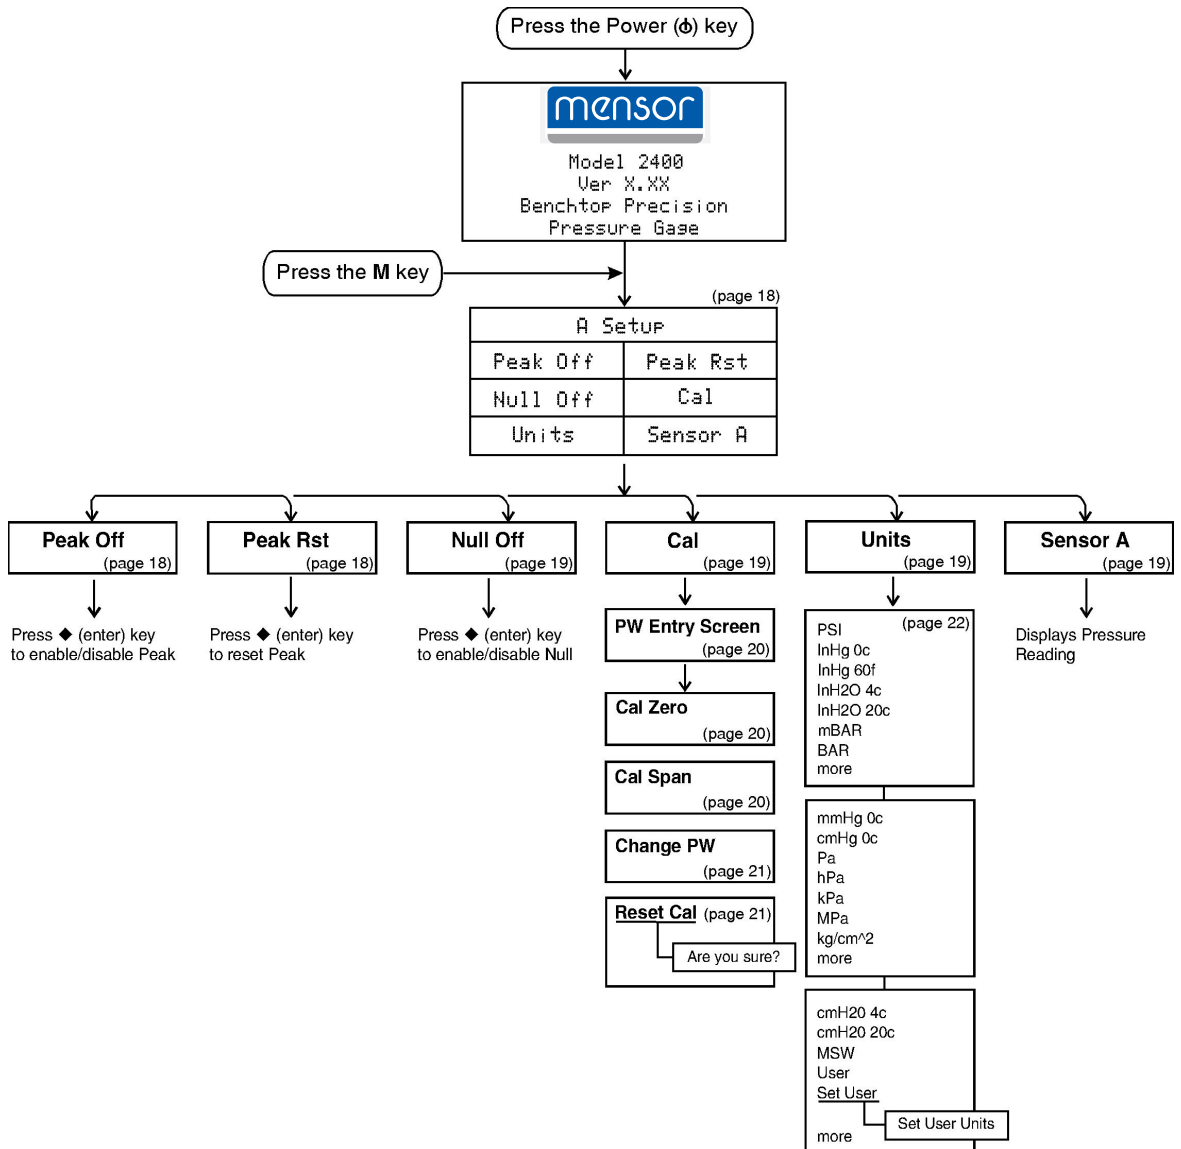 Press the Power (⏻) key
mensor
Model 2400
Ver X.XX
Benchtop Precision
Pressure Gage
Press the M key
(page 18)
A Setup
Peak Off
Peak Rst
Null Off
Cal
Units
Sensor A
Peak Off
(page 18)
Press ◆ (enter) key
to enable/disable Peak
Peak Rst
(page 18)
Press ◆ (enter) key
to reset Peak
Null Off
(page 19)
Press ◆ (enter) key
to enable/disable Null
Cal
(page 19)
PW Entry Screen
(page 20)
Cal Zero
(page 20)
Cal Span
(page 20)
Change PW
(page 21)
Reset Cal (page 21)
Are you sure?
Units
(page 19)
(page 22)
PSI
InHg 0c
InHg 60f
InH2O 4c
InH2O 20c
mBAR
BAR
more
mmHg 0c
cmHg 0c
Pa
hPa
kPa
MPa
kg/cm^2
more
cmH20 4c
cmH20 20c
MSW
User
Set User
Set User Units
more
Sensor A
(page 19)
Displays Pressure
Reading